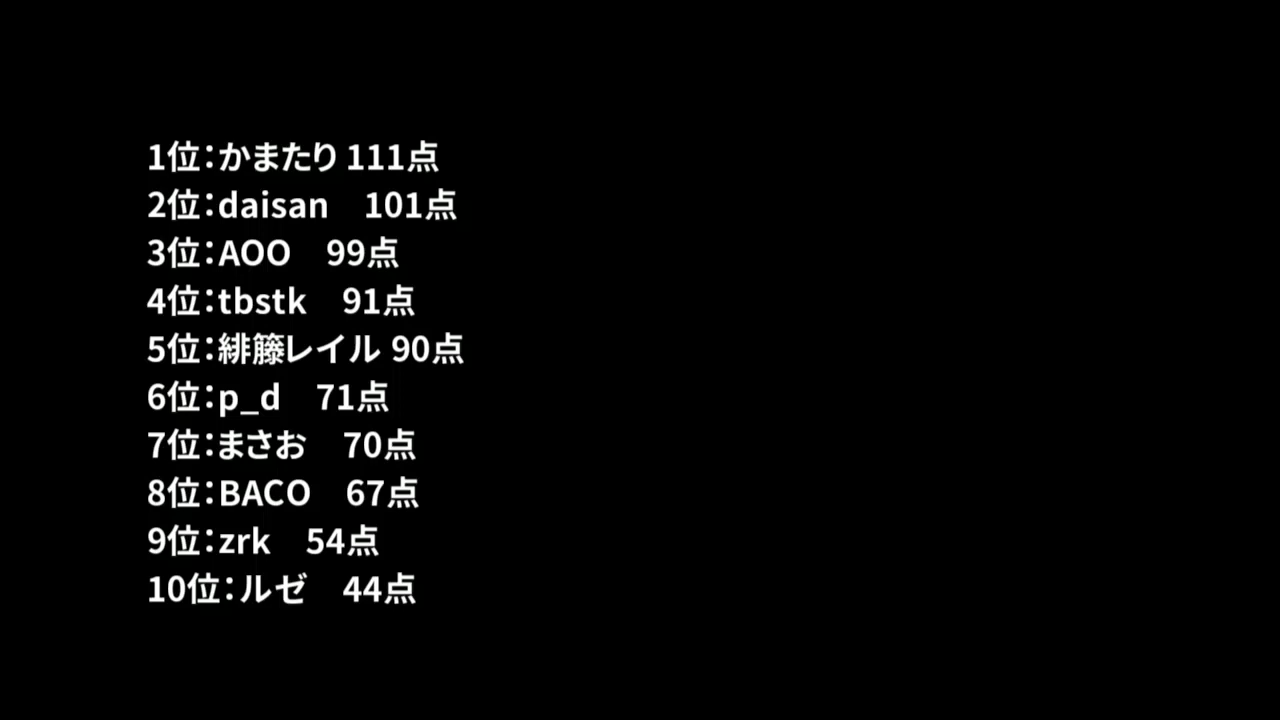 1位：かまたり 111点
2位：daisan　101点
3位：AOO　99点
4位：tbstk　91点
5位：緋籐レイル 90点
6位：p_d　71点
7位：まさお　70点
8位：BACO　67点
9位：zrk　54点
10位：ルゼ　44点